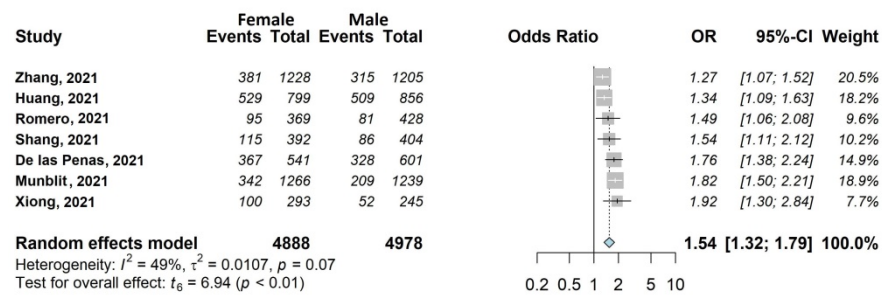 Female Male
Study Events Total Events Total Odds Ratio OR 95%-CI Weight
Zhang, 2021 381 1228 315 1205 1.27 [1.07; 1.52] 20.5%
Huang, 2021 529 799 509 856 1.34 [1.09; 1.63] 18.2%
Romero, 2021 95 369 81 428 1.49 [1.06; 2.08] 9.6%
Shang, 2021 115 392 86 404 1.54 [1.11; 2.12] 10.2%
De las Penas, 2021 367 541 328 601 1.76 [1.38; 2.24] 14.9%
Munblit, 2021 342 1266 209 1239 1.82 [1.50; 2.21] 18.9%
Xiong, 2021 100 293 52 245 1.92 [1.30; 2.84] 7.7%
Random effects model 4888 4978 1.54 [1.32; 1.79] 100.0%
Heterogeneity: I² = 49%, τ² = 0.0107, p = 0.07
Test for overall effect: t₆ = 6.94 (p < 0.01)
0.2 0.5 1 2 5 10